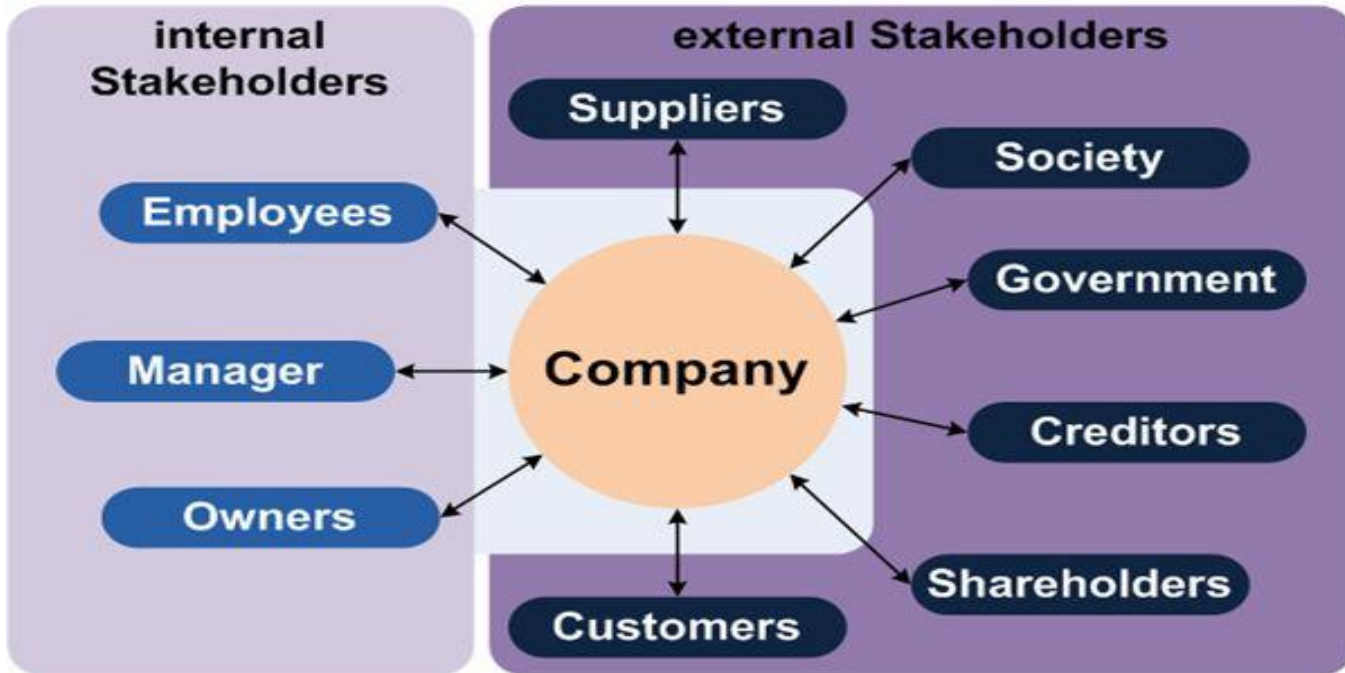 internal
Stakeholders
Employees
Manager
Owners
external Stakeholders
Suppliers
Society
Government
Company
Creditors
Shareholders
Customers